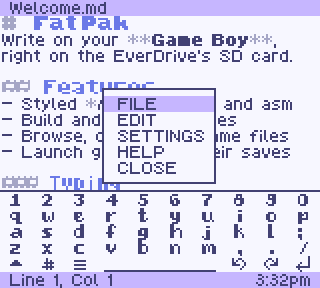 Welcome.md
# FatPak
Write on your **Game Boy**,
right on the EverDrive's SD card.
## Features
- Styled and asm
- Build and es
- Browse, me files
- Launch g eir saves
FILE
EDIT
SETTINGS
HELP
CLOSE
### Typing
1 2 3 4 5 6 7 8 9 0
q w e r t y u i o p
a s d f g h j k l ;
z x c v b n m , . /
# ≡
Line 1, Col 1 3:32pm